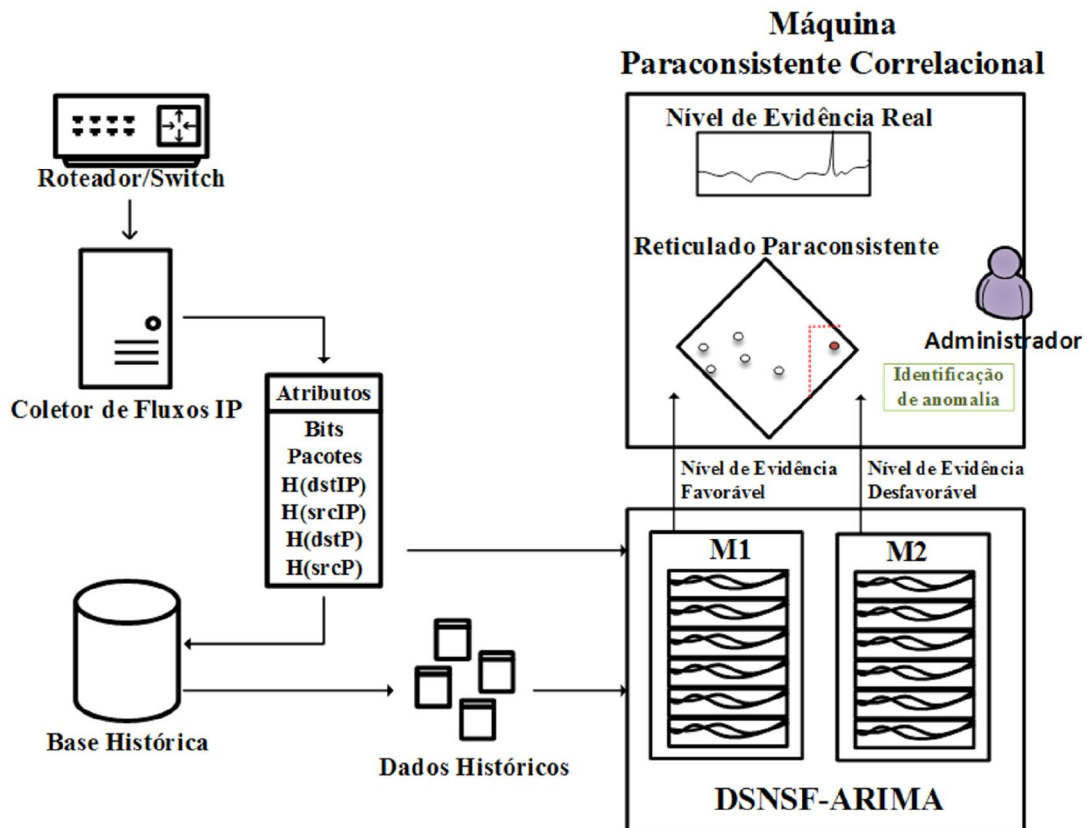 Máquina
Paraconsistente Correlacional
Nível de Evidência Real
Roteador/Switch
Reticulado Paraconsistente
Administrador
Identificação
de anomalia
Coletor de Fluxos IP
Atributos
Bits
Pacotes
H(dstIP)
H(srcIP)
H(dstP)
H(srcP)
Nível de Evidência
Favorável
Nível de Evidência
Desfavorável
M1
M2
Base Histórica
Dados Históricos
DSNSF-ARIMA